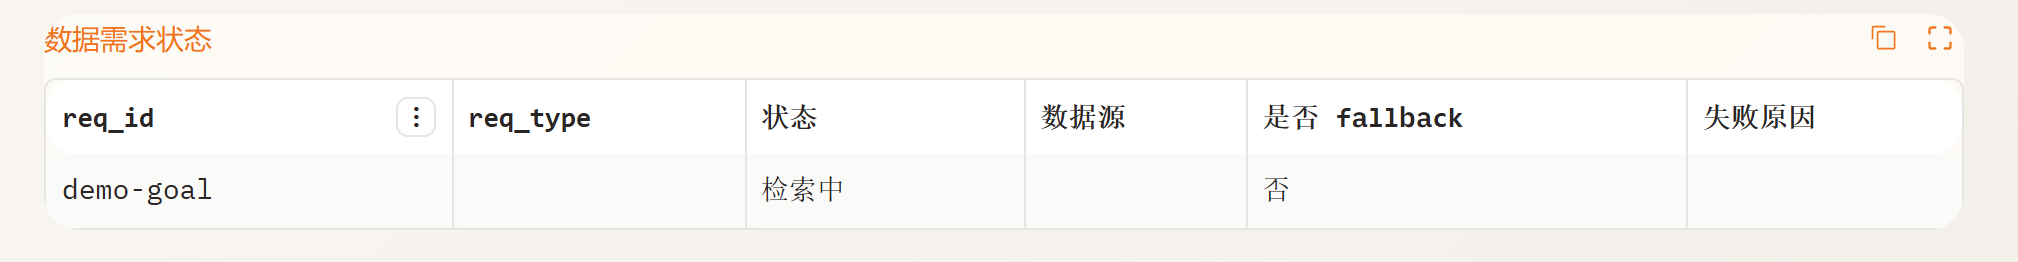 数据需求状态
req_id req_type 状态 数据源 是否 fallback 失败原因
demo-goal 检索中 否